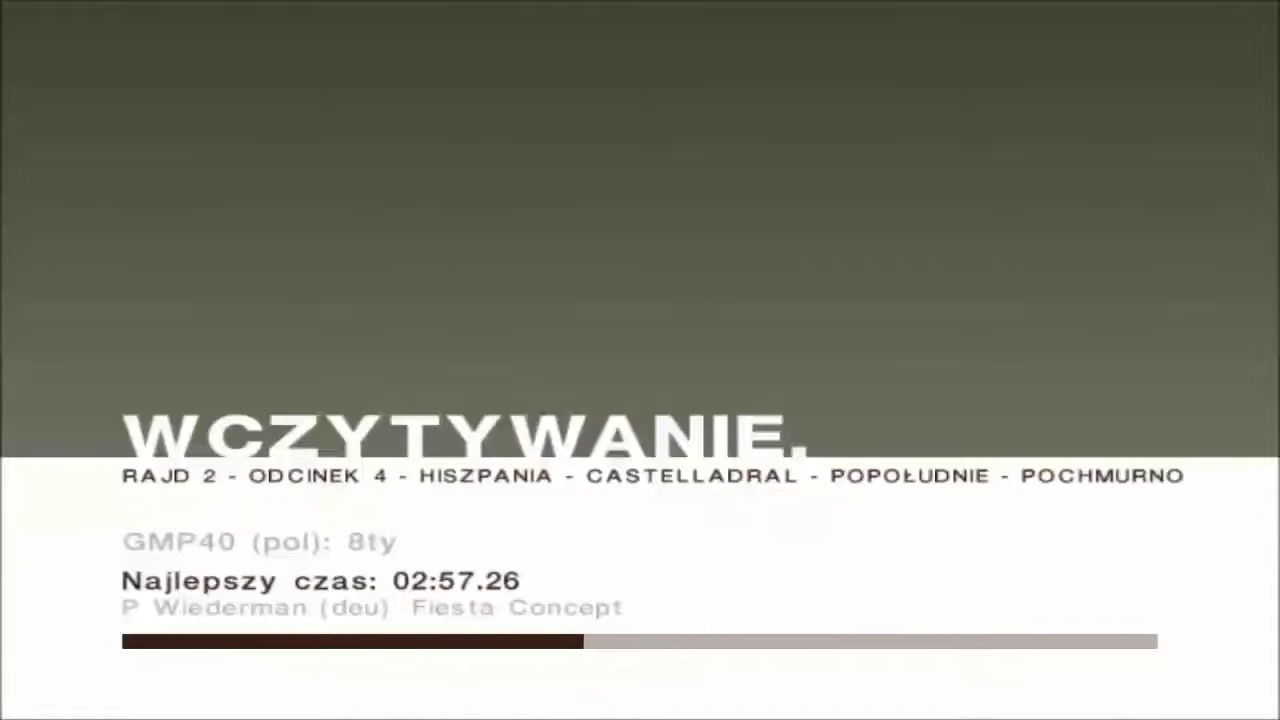 WCZYTYWANIE.
RAJD 2 - ODCINEK 4 - HISZPANIA - CASTELLADRAL - POPOŁUDNIE - POCHMURNO
GMP40 (pol): 8ty
Najlepszy czas: 02:57.26
P Wiederman (deu) Fiesta Concept